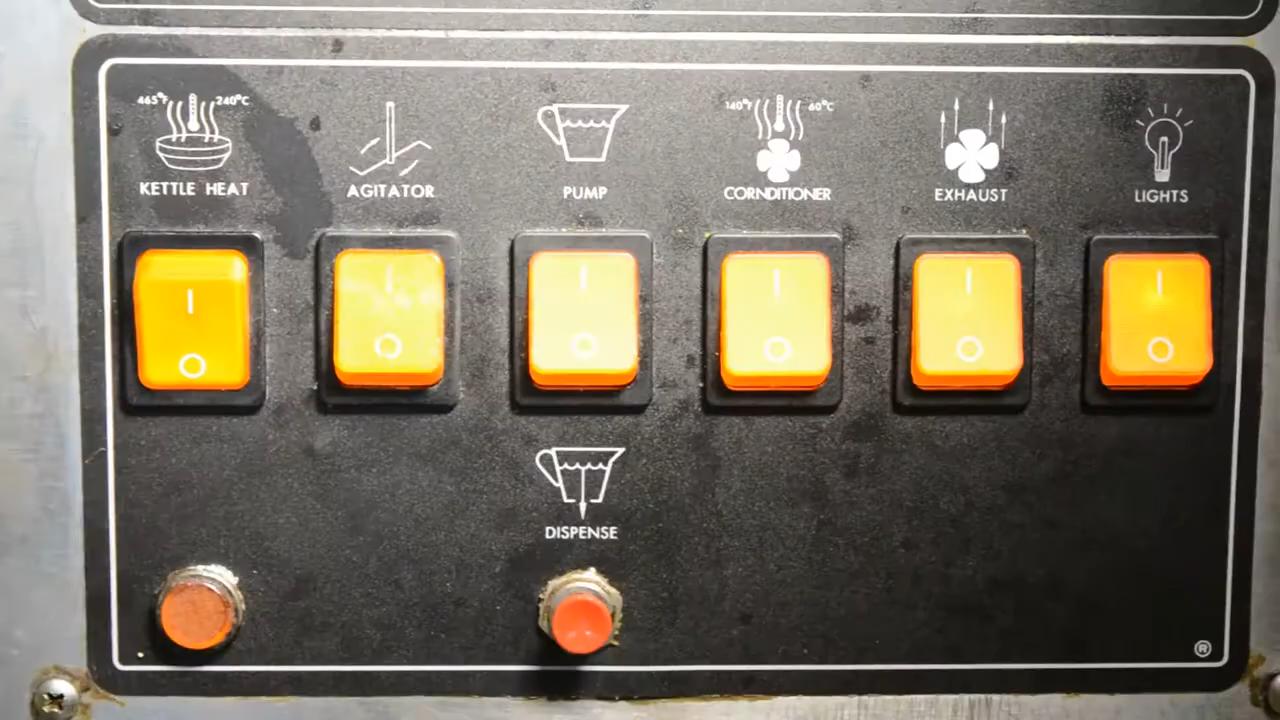 465°F 240°C
140°F 60°C
KETTLE HEAT
AGITATOR
PUMP
CORNDITIONER
EXHAUST
LIGHTS
I
O
I
O
I
O
I
O
I
O
I
O
DISPENSE
®